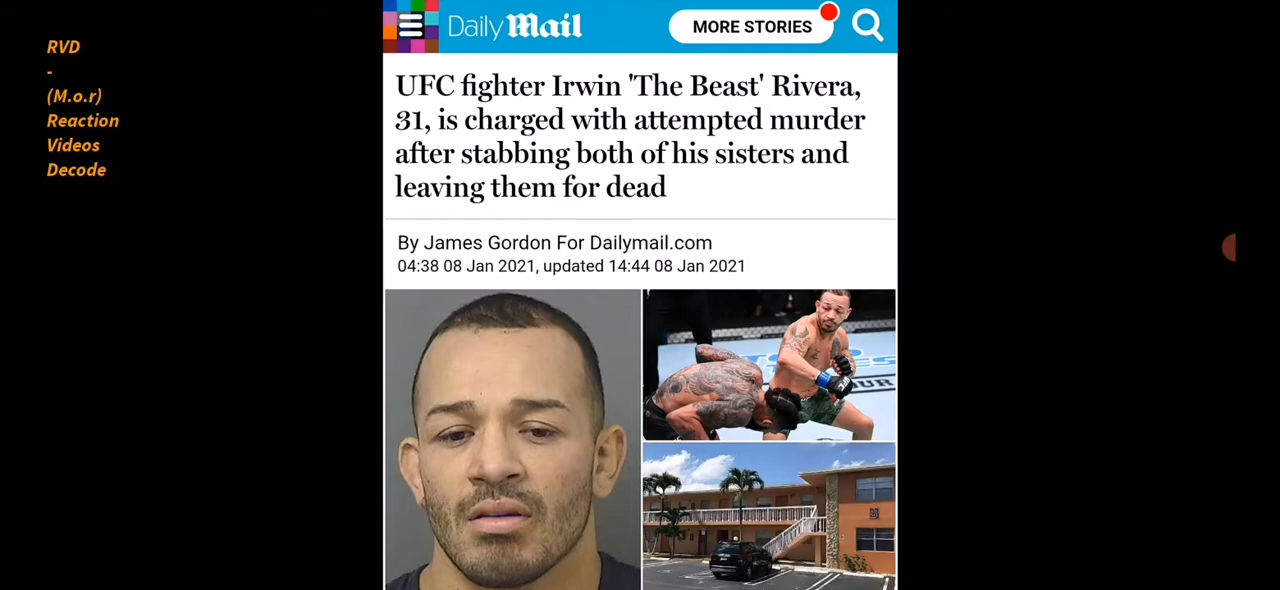 RVD
-
(M.o.r)
Reaction
Videos
Decode
Daily Mail
MORE STORIES
UFC fighter Irwin 'The Beast' Rivera,
31, is charged with attempted murder
after stabbing both of his sisters and
leaving them for dead
By James Gordon For Dailymail.com
04:38 08 Jan 2021, updated 14:44 08 Jan 2021
OUR